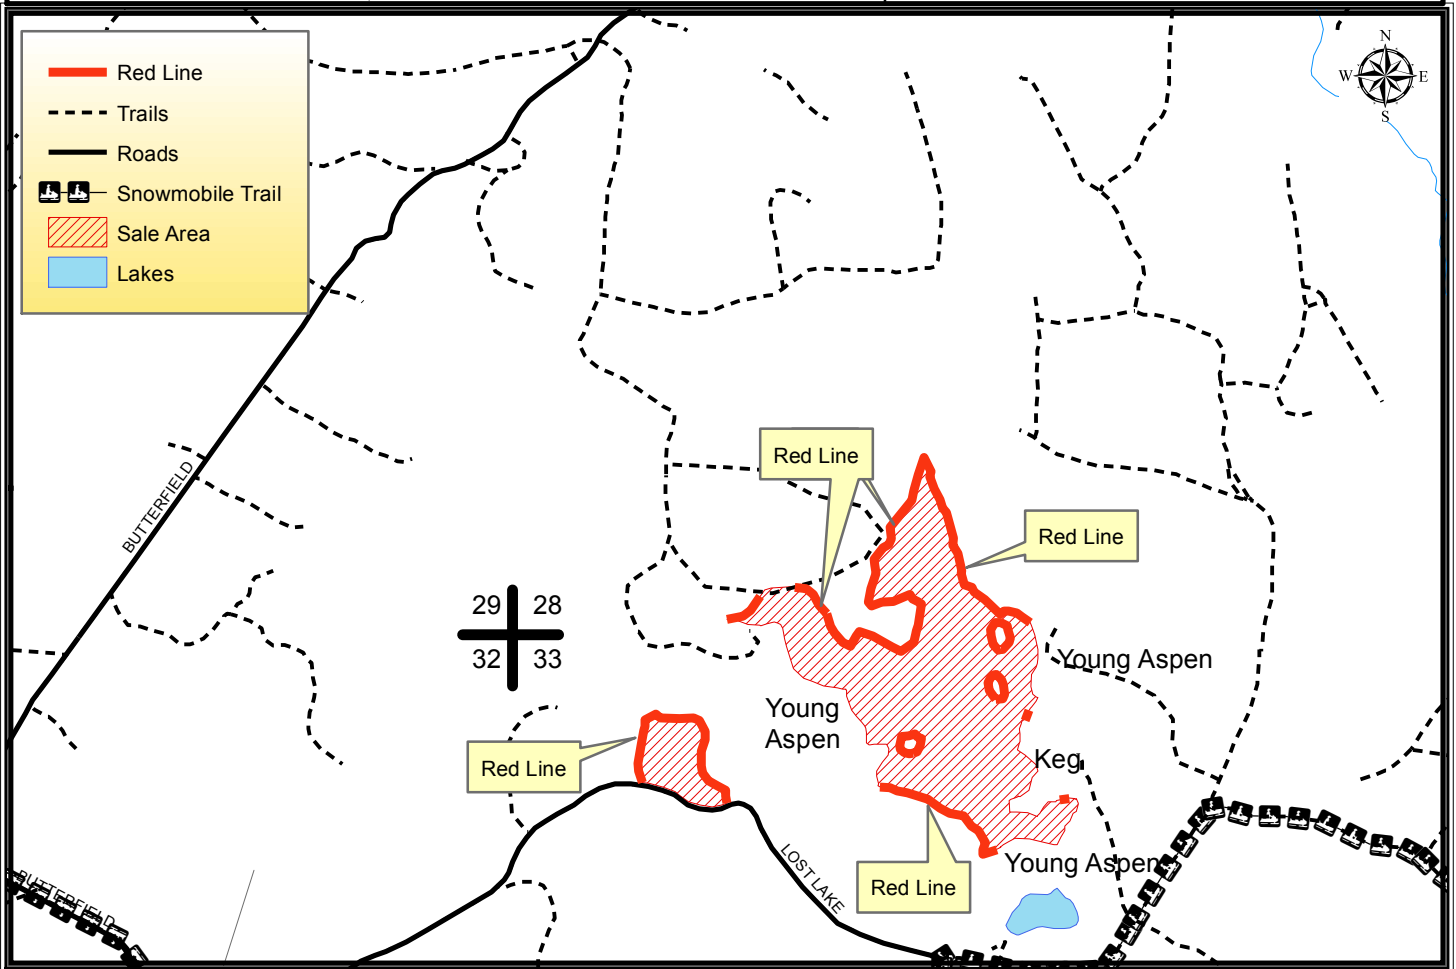 Red Line
Trails
Roads
Snowmobile Trail
Sale Area
Lakes
N
W E
S
Red Line
Red Line
BUTTERFIELD
29 28
32 33
Young Aspen
Young
Aspen
Red Line
Keg
LOST LAKE
Young Aspen
Red Line
BUTTERFIELD